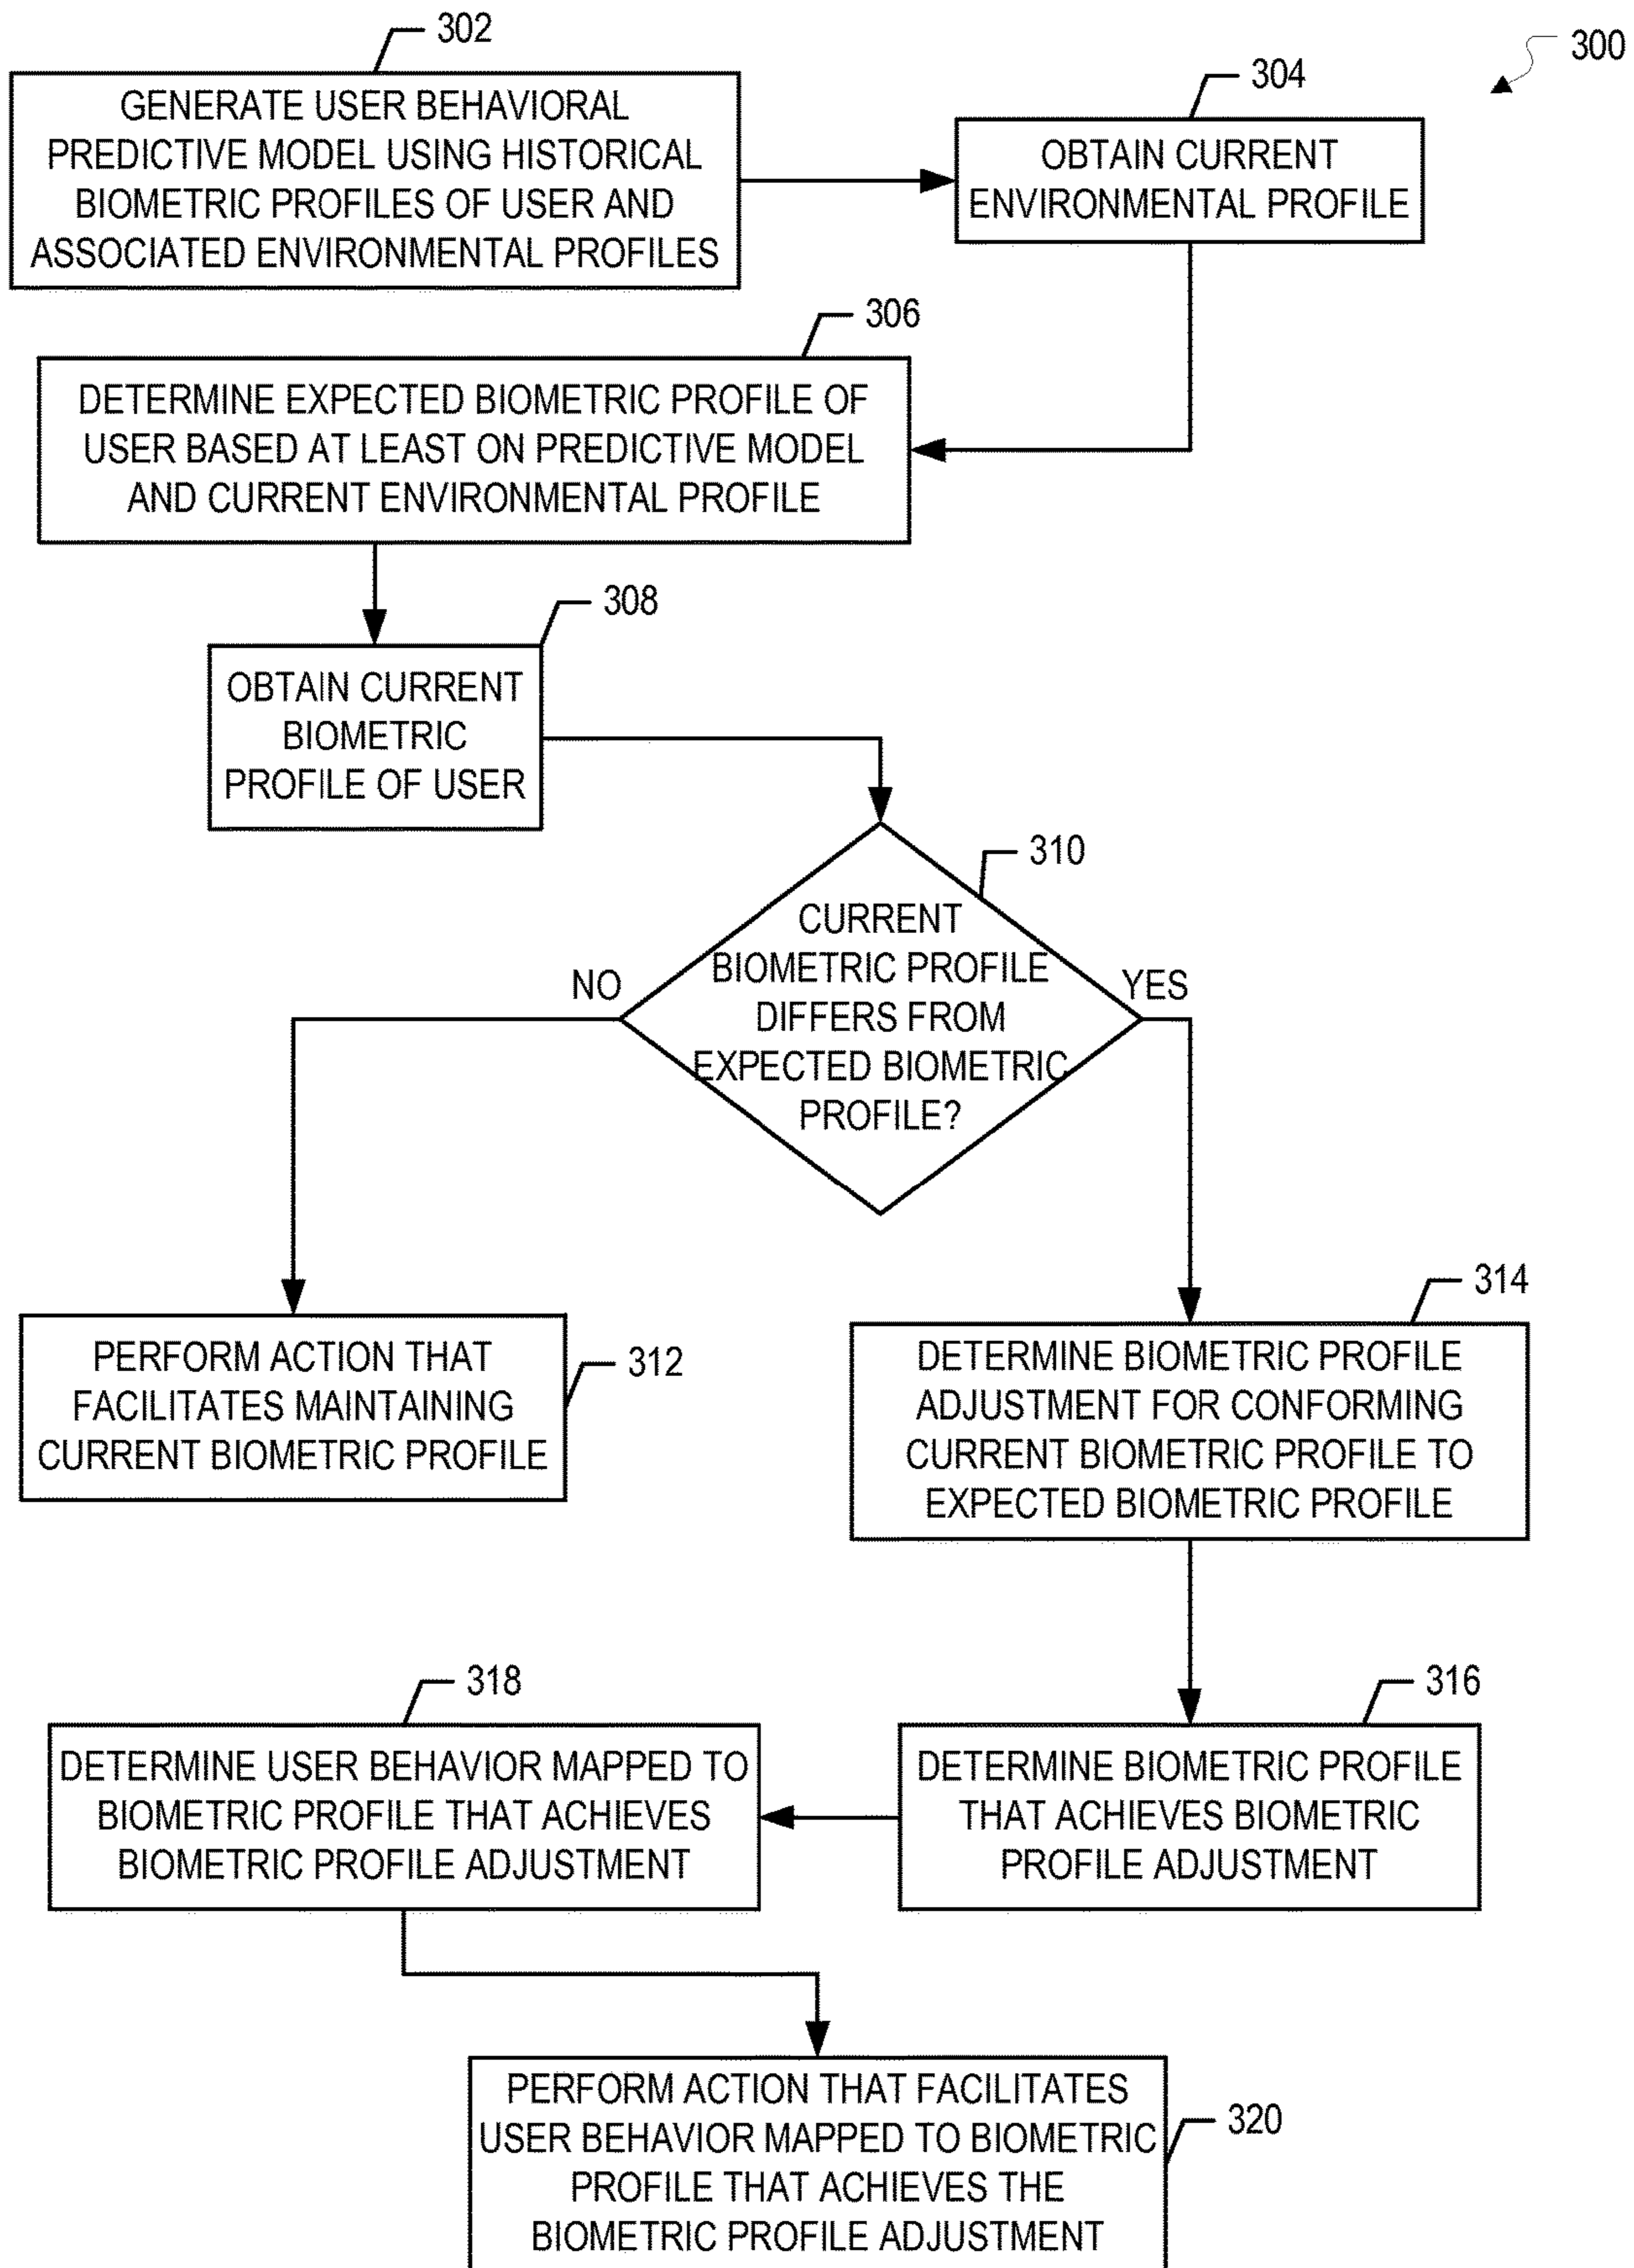 302
300
GENERATE USER BEHAVIORAL
PREDICTIVE MODEL USING HISTORICAL
BIOMETRIC PROFILES OF USER AND
ASSOCIATED ENVIRONMENTAL PROFILES
304
OBTAIN CURRENT
ENVIRONMENTAL PROFILE
306
DETERMINE EXPECTED BIOMETRIC PROFILE OF
USER BASED AT LEAST ON PREDICTIVE MODEL
AND CURRENT ENVIRONMENTAL PROFILE
308
OBTAIN CURRENT
BIOMETRIC
PROFILE OF USER
310
CURRENT
BIOMETRIC PROFILE
DIFFERS FROM
EXPECTED BIOMETRIC
PROFILE?
NO
YES
PERFORM ACTION THAT
FACILITATES MAINTAINING
CURRENT BIOMETRIC PROFILE
312
314
DETERMINE BIOMETRIC PROFILE
ADJUSTMENT FOR CONFORMING
CURRENT BIOMETRIC PROFILE TO
EXPECTED BIOMETRIC PROFILE
316
DETERMINE BIOMETRIC PROFILE
THAT ACHIEVES BIOMETRIC
PROFILE ADJUSTMENT
318
DETERMINE USER BEHAVIOR MAPPED TO
BIOMETRIC PROFILE THAT ACHIEVES
BIOMETRIC PROFILE ADJUSTMENT
PERFORM ACTION THAT FACILITATES
USER BEHAVIOR MAPPED TO BIOMETRIC
PROFILE THAT ACHIEVES THE
BIOMETRIC PROFILE ADJUSTMENT
320